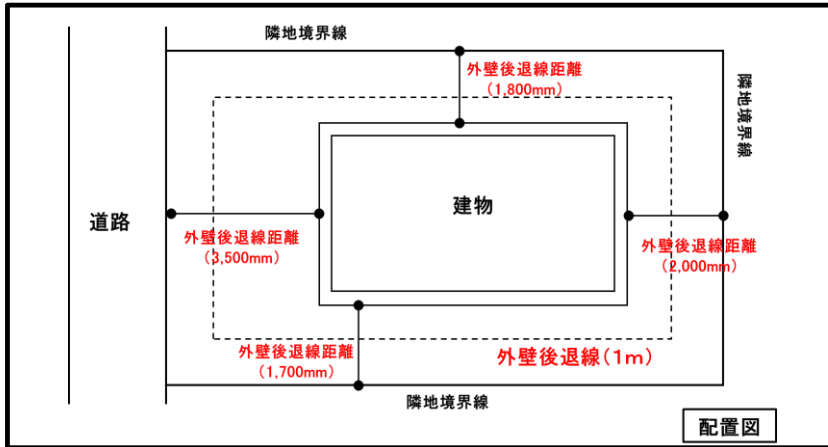 隣地境界線
外壁後退線距離
（1,800mm）
隣地境界線
道路
建物
外壁後退線距離
（3,500mm）
外壁後退線距離
（2,000mm）
外壁後退線距離
（1,700mm）
外壁後退線（1m）
隣地境界線
配置図